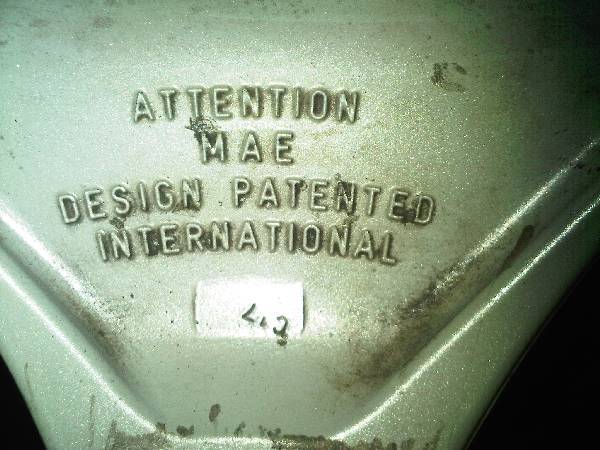 ATTENTION
MAE
DESIGN PATENTED
INTERNATIONAL